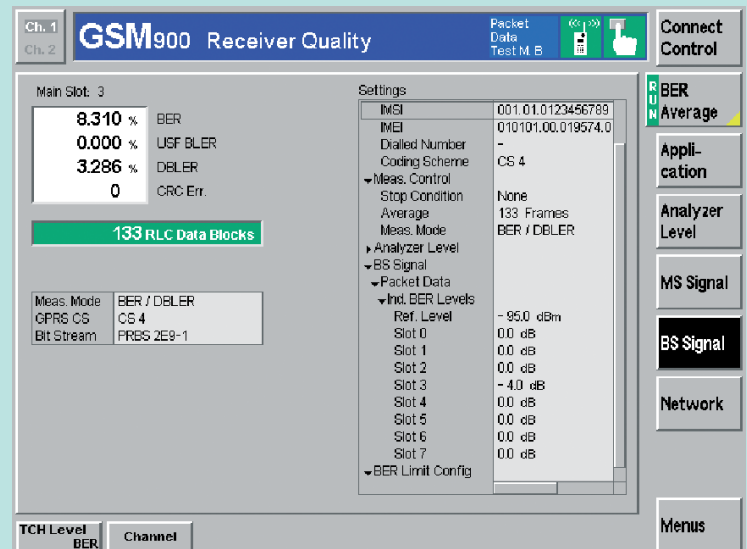 Ch. 1
Ch. 2
GSM900 Receiver Quality
Packet
Data
Test M. B
Connect
Control
Main Slot: 3
8.310 % BER
0.000 % USF BLER
3.286 % DBLER
0 CRC Err.
133 RLC Data Blocks
Meas. Mode BER / DBLER
GPRS CS CS 4
Bit Stream PRBS 2E9-1
Settings
IMSI 001.01.0123456789
IMEI 010101.00.019574.0
Dialled Number -
Coding Scheme CS 4
Meas. Control
Stop Condition None
Average 133 Frames
Meas. Mode BER / DBLER
Analyzer Level
BS Signal
Packet Data
Ind. BER Levels
Ref. Level - 95.0 dBm
Slot 0 0.0 dB
Slot 1 0.0 dB
Slot 2 0.0 dB
Slot 3 - 4.0 dB
Slot 4 0.0 dB
Slot 5 0.0 dB
Slot 6 0.0 dB
Slot 7 0.0 dB
BER Limit Config
RUN
BER
Average
Appli-
cation
Analyzer
Level
MS Signal
BS Signal
Network
Menus
TCH Level
BER
Channel